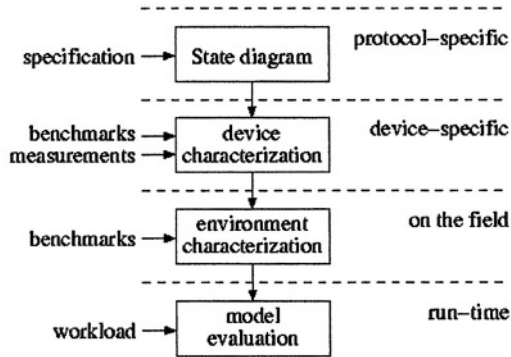 protocol-specific
specification
State diagram
device-specific
benchmarks
measurements
device
characterization
on the field
benchmarks
environment
characterization
run-time
workload
model
evaluation